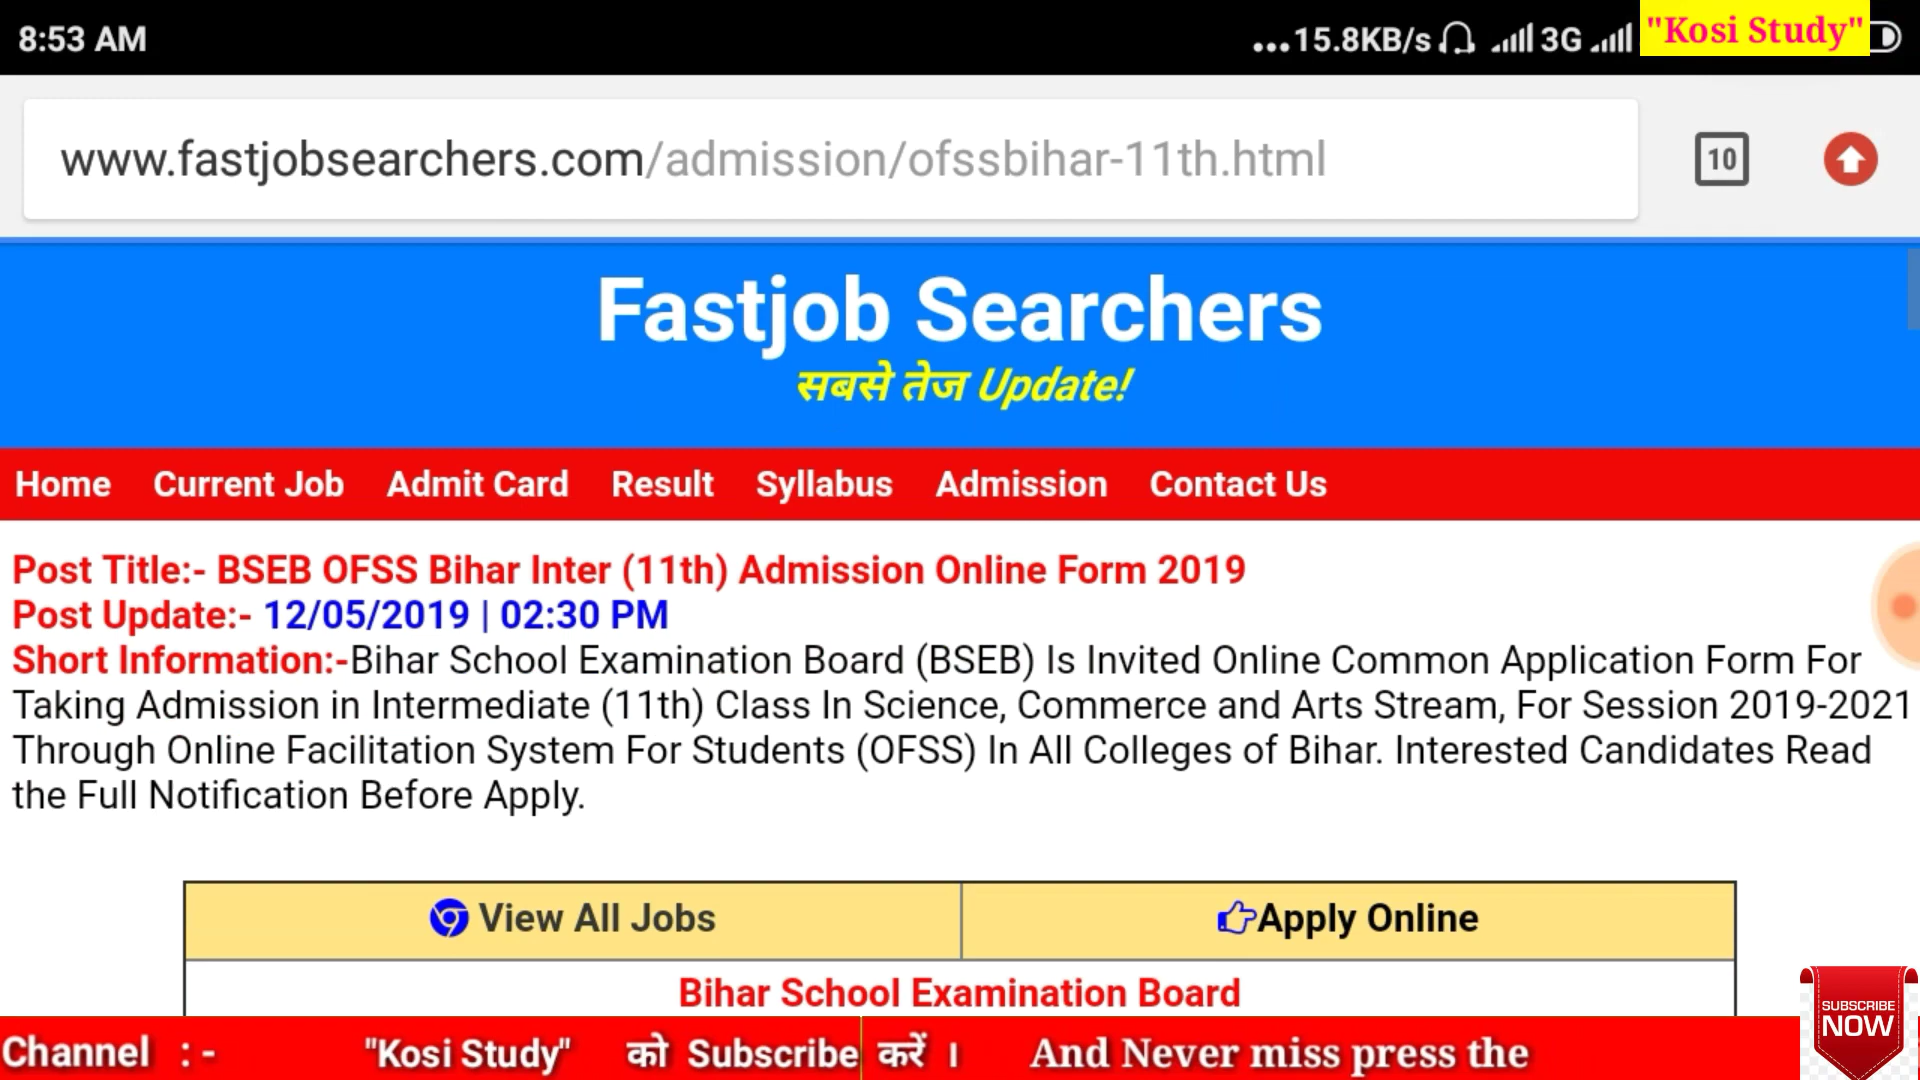 8:53 AM
...15.8KB/s 3G "Kosi Study"
www.fastjobsearchers.com/admission/ofssbihar-11th.html
10
Fastjob Searchers
सबसे तेज Update!
Home Current Job Admit Card Result Syllabus Admission Contact Us
Post Title:- BSEB OFSS Bihar Inter (11th) Admission Online Form 2019
Post Update:- 12/05/2019 | 02:30 PM
Short Information:-Bihar School Examination Board (BSEB) Is Invited Online Common Application Form For
Taking Admission in Intermediate (11th) Class In Science, Commerce and Arts Stream, For Session 2019-2021
Through Online Facilitation System For Students (OFSS) In All Colleges of Bihar. Interested Candidates Read
the Full Notification Before Apply.
View All Jobs Apply Online
Bihar School Examination Board
Channel :- "Kosi Study" को Subscribe करें । And Never miss press the
SUBSCRIBE
NOW